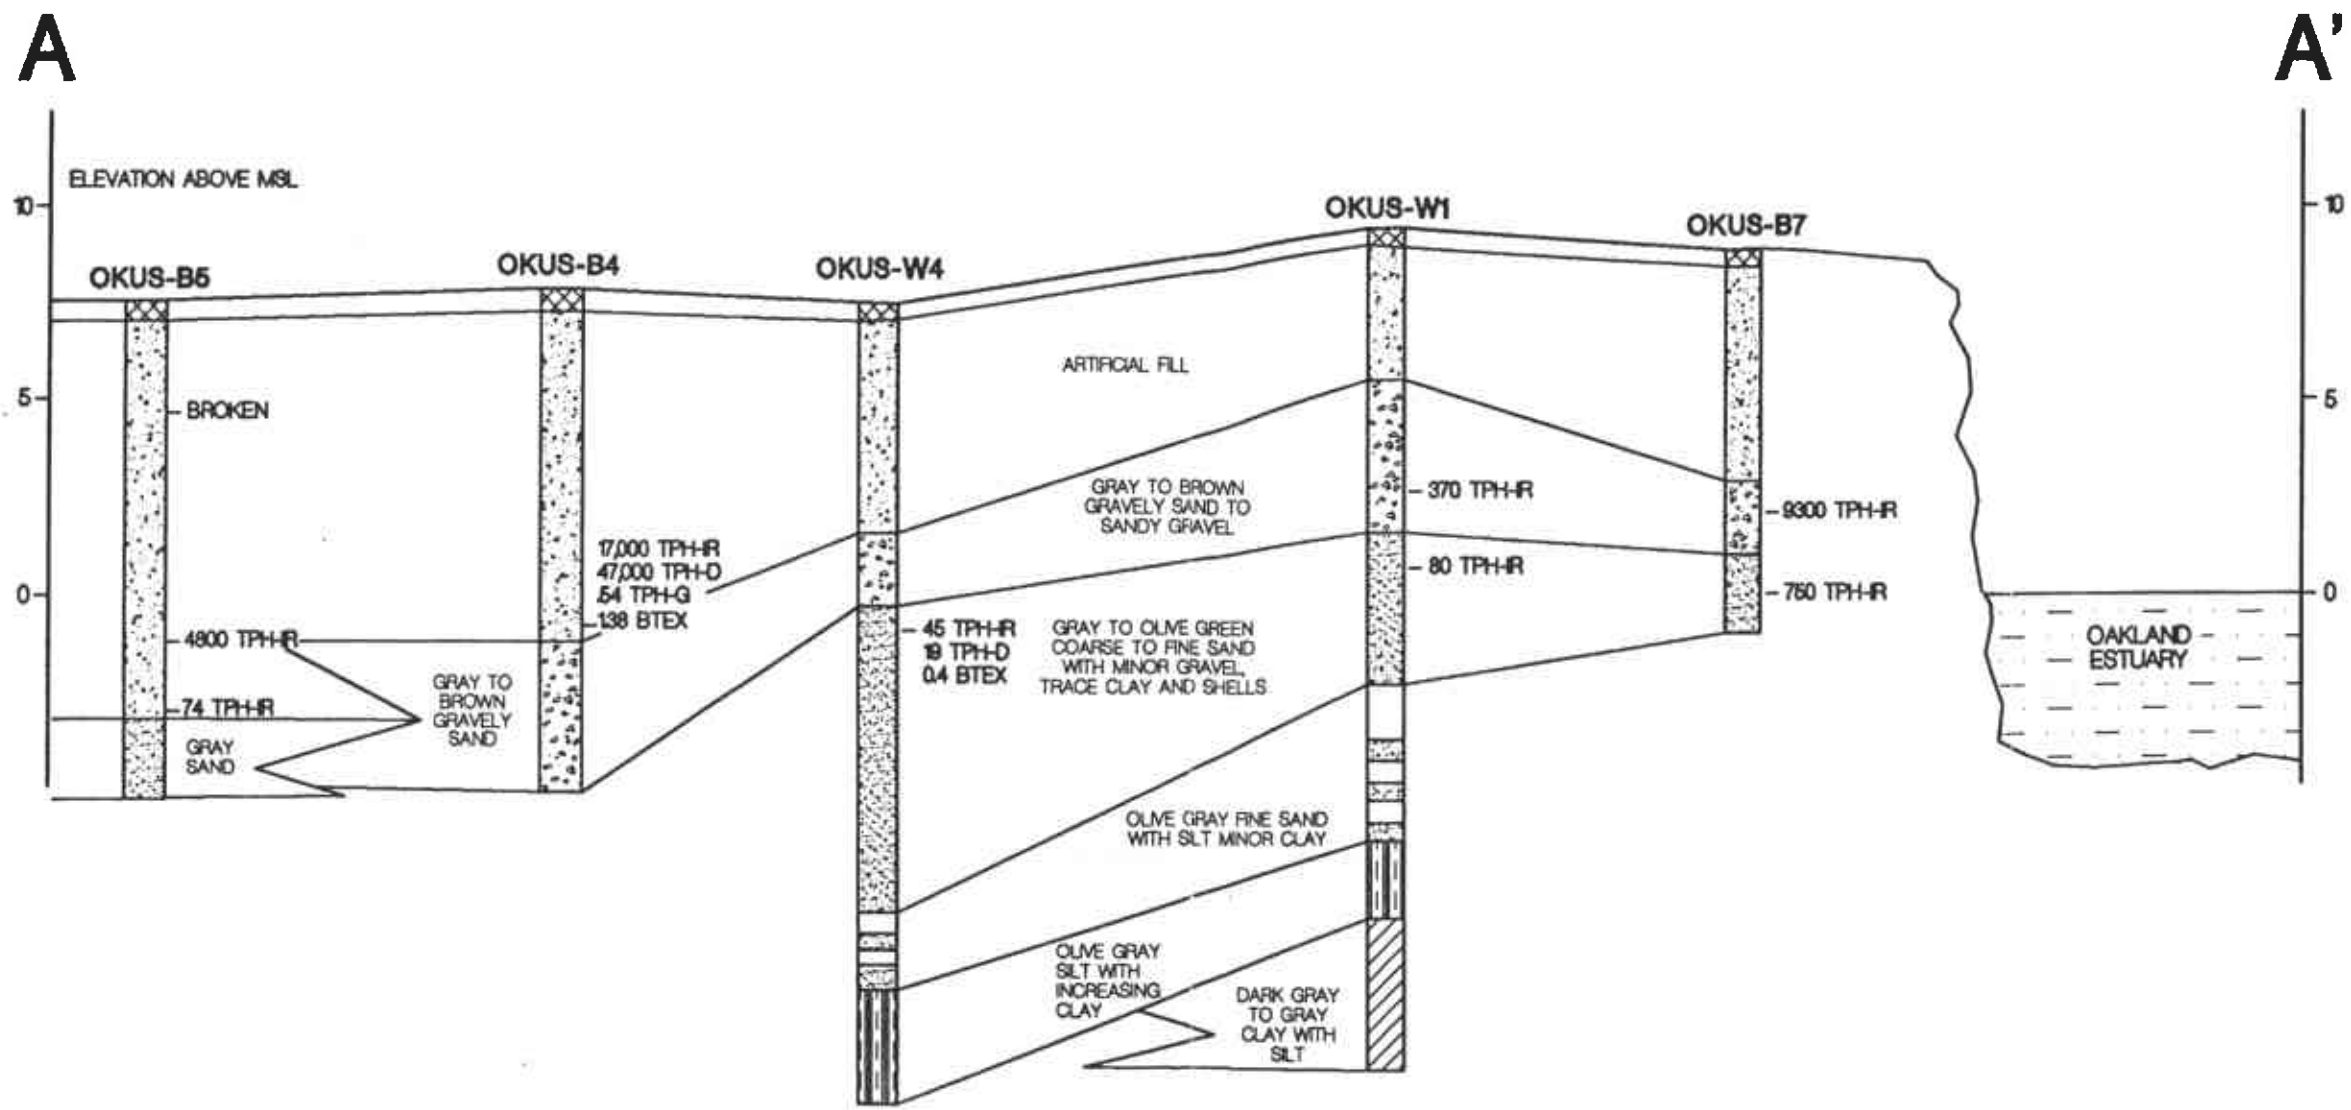 A
A'
ELEVATION ABOVE MSL
10
10
5
5
0
0
OKUS-B5
OKUS-B4
OKUS-W4
OKUS-W1
OKUS-B7
BROKEN
4800 TPH-IR
74 TPH-IR
GRAY
SAND
GRAY TO
BROWN
GRAVELY
SAND
17,000 TPH-IR
47,000 TPH-D
54 TPH-G
138 BTEX
ARTIFICIAL FILL
GRAY TO BROWN
GRAVELY SAND TO
SANDY GRAVEL
45 TPH-IR
19 TPH-D
0.4 BTEX
GRAY TO OLIVE GREEN
COARSE TO FINE SAND
WITH MINOR GRAVEL,
TRACE CLAY AND SHELLS
OLIVE GRAY FINE SAND
WITH SILT MINOR CLAY
OLIVE GRAY
SILT WITH
INCREASING
CLAY
DARK GRAY
TO GRAY
CLAY WITH
SILT
370 TPH-IR
80 TPH-IR
9300 TPH-IR
750 TPH-IR
OAKLAND
ESTUARY